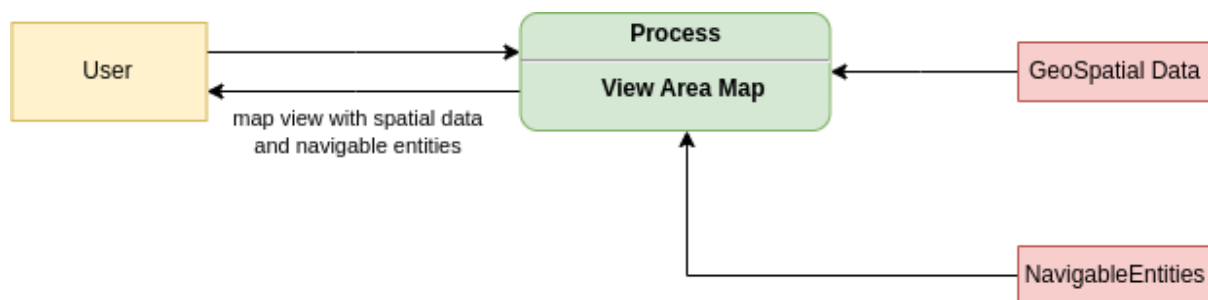 User
Process
View Area Map
map view with spatial data
and navigable entities
GeoSpatial Data
NavigableEntities